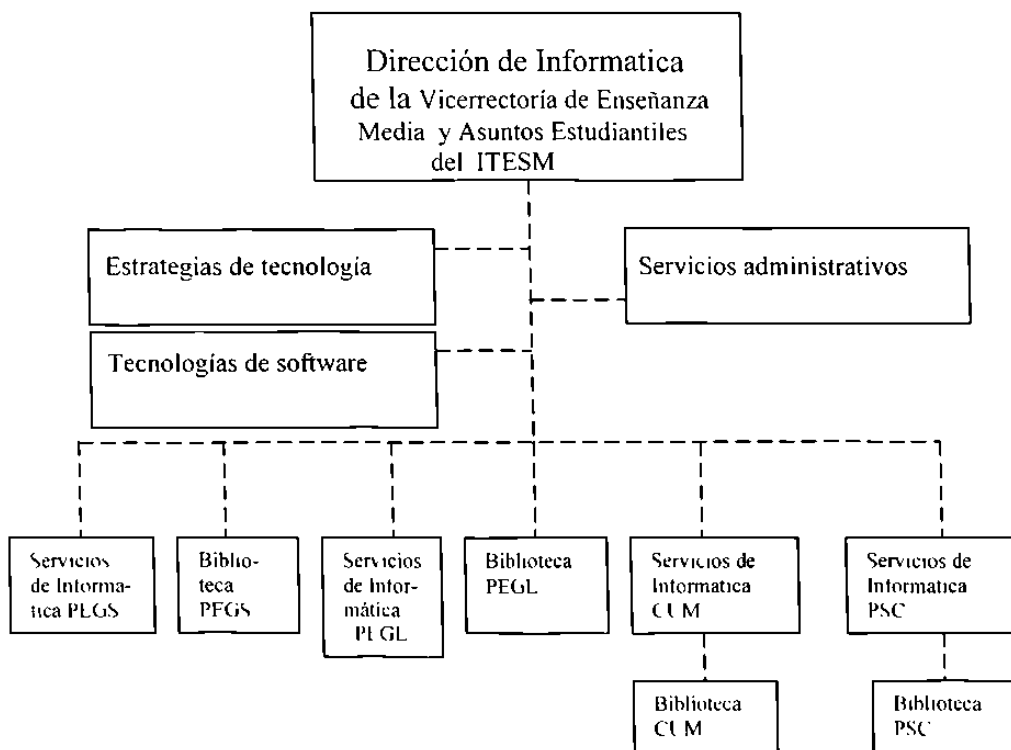 Dirección de Informatica
de la Vicerrectoría de Enseñanza
Media y Asuntos Estudiantiles
del ITESM
Estrategias de tecnología
Servicios administrativos
Tecnologías de software
Servicios
de Informa-
tica PEGS
Biblio-
teca
PEGS
Servicios
de Infor-
mática
PEGL
Biblioteca
PEGL
Servicios de
Informatica
CUM
Servicios de
Informatica
PSC
Biblioteca
CUM
Biblioteca
PSC